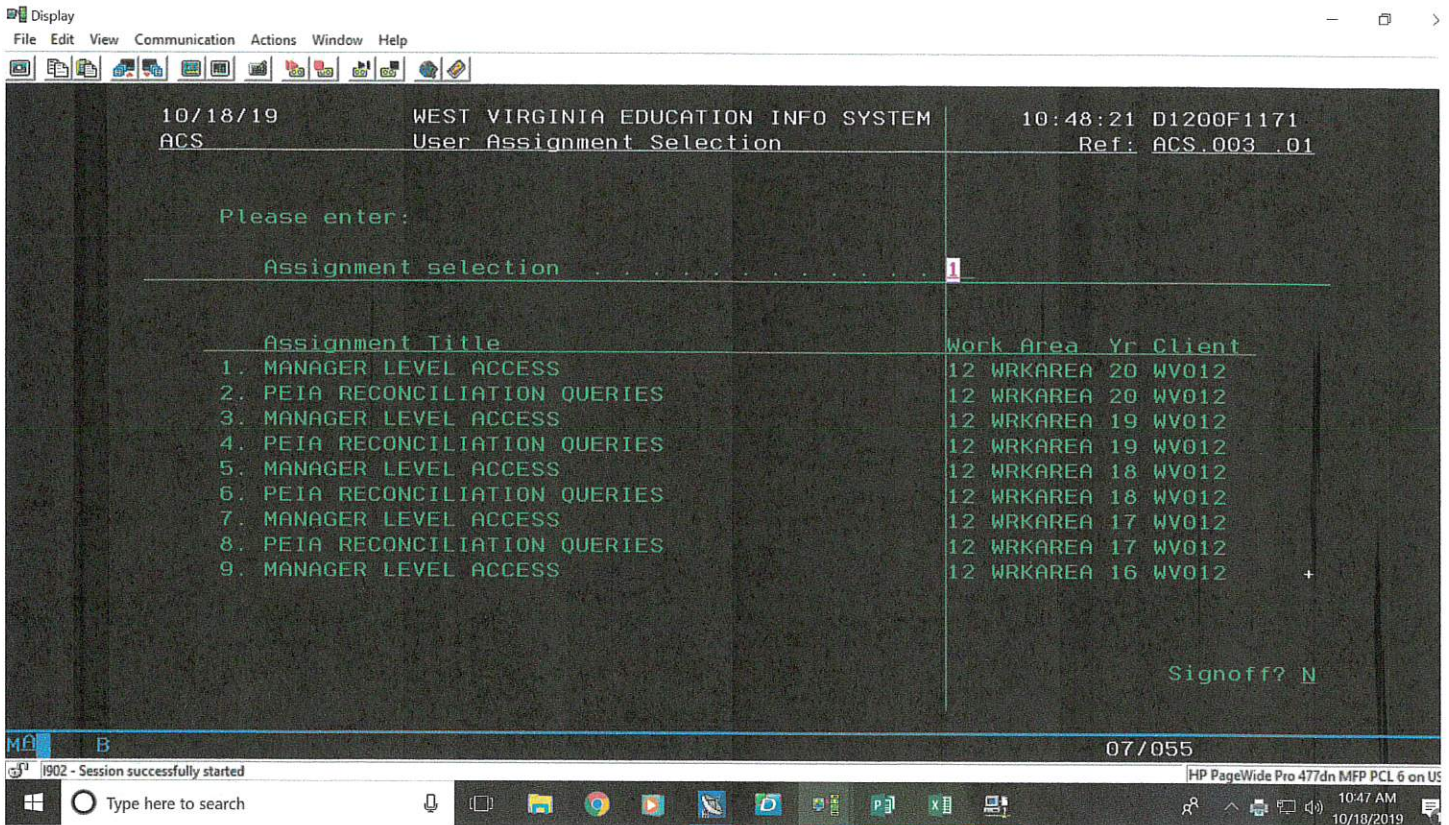 Display
File Edit View Communication Actions Window Help
10/18/19 WEST VIRGINIA EDUCATION INFO SYSTEM 10:48:21 D1200F1171
ACS User Assignment Selection Ref: ACS.003 .01
Please enter:
Assignment selection . . . . . . . . . . . . 1
Assignment Title Work Area Yr Client
1. MANAGER LEVEL ACCESS 12 WRKAREA 20 WV012
2. PEIA RECONCILIATION QUERIES 12 WRKAREA 20 WV012
3. MANAGER LEVEL ACCESS 12 WRKAREA 19 WV012
4. PEIA RECONCILIATION QUERIES 12 WRKAREA 19 WV012
5. MANAGER LEVEL ACCESS 12 WRKAREA 18 WV012
6. PEIA RECONCILIATION QUERIES 12 WRKAREA 18 WV012
7. MANAGER LEVEL ACCESS 12 WRKAREA 17 WV012
8. PEIA RECONCILIATION QUERIES 12 WRKAREA 17 WV012
9. MANAGER LEVEL ACCESS 12 WRKAREA 16 WV012 +
Signoff? N
MA B 07/055
I902 - Session successfully started HP PageWide Pro 477dn MFP PCL 6 on US
Type here to search 10:47 AM
10/18/2019